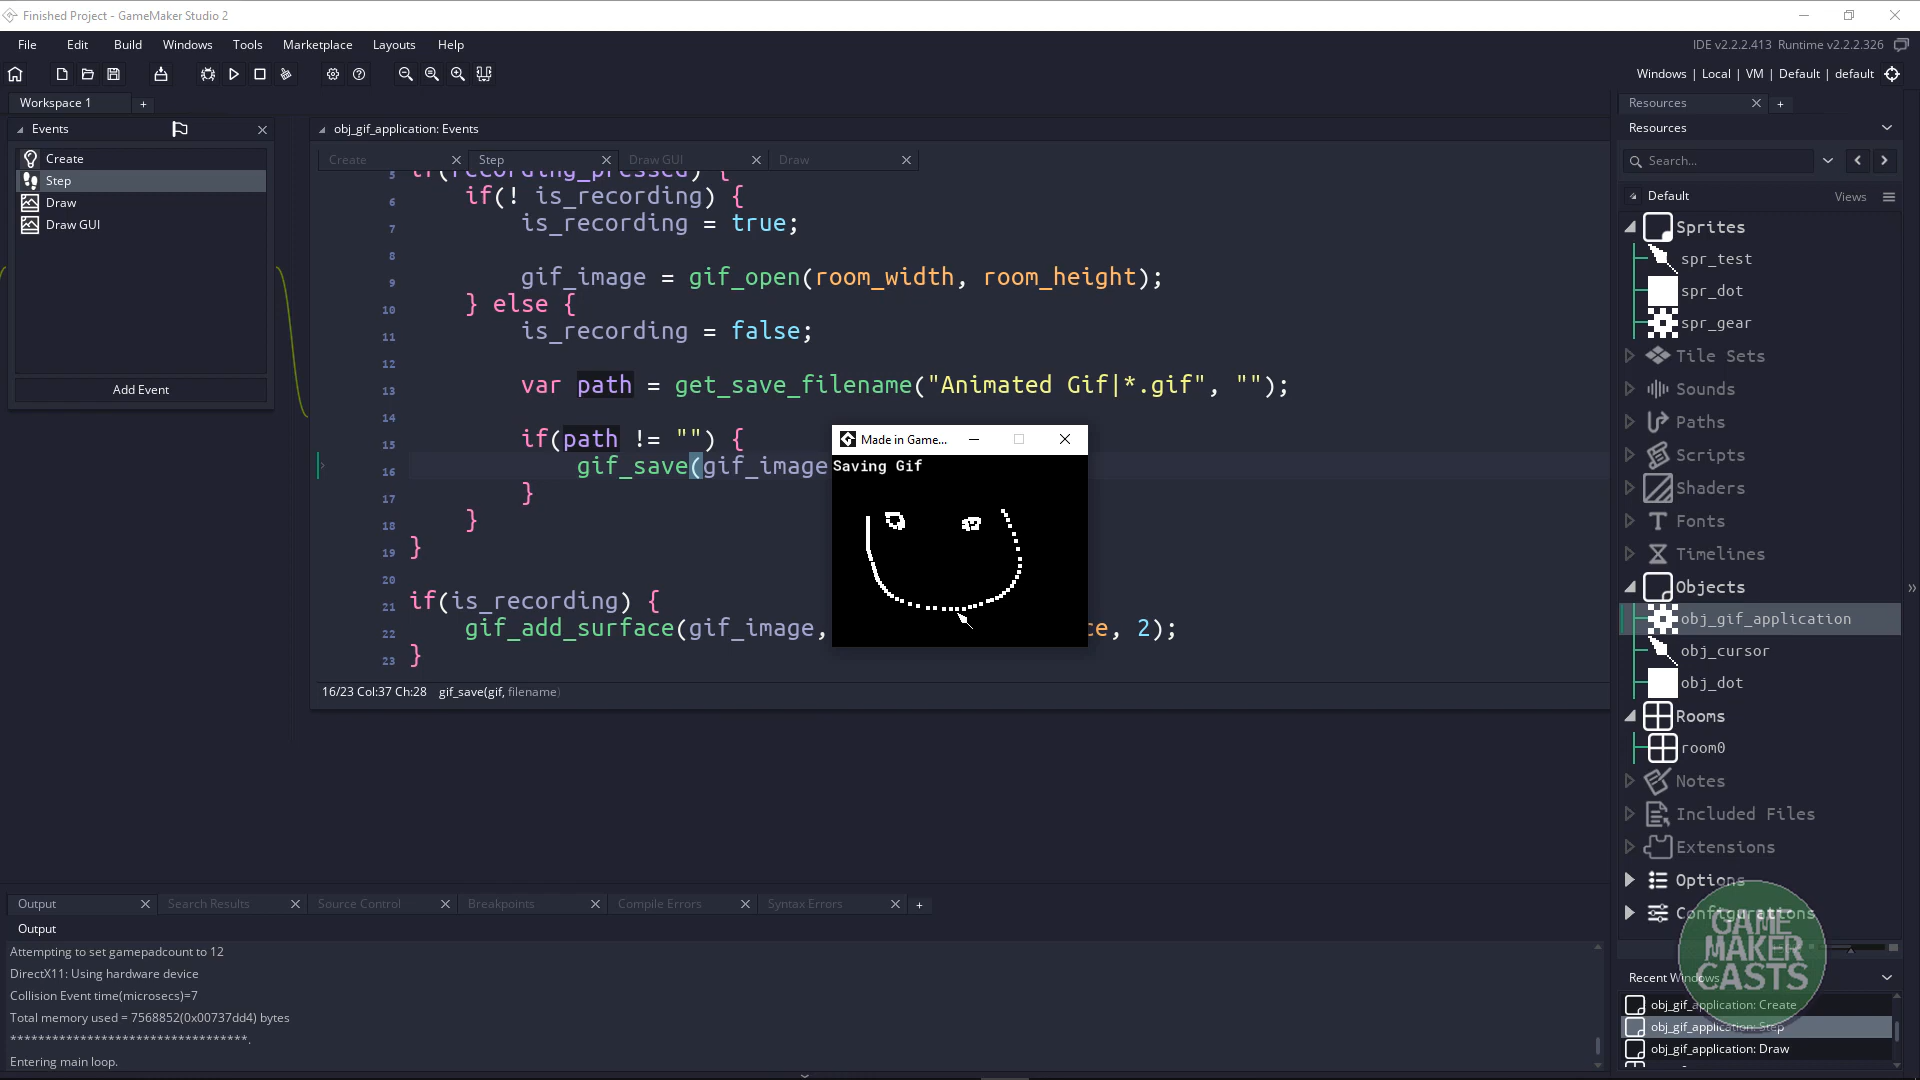 Finished Project - GameMaker Studio 2
File Edit Build Windows Tools Marketplace Layouts Help
IDE v2.2.2.413 Runtime v2.2.2.326
Windows | Local | VM | Default | default
Workspace 1
Events
Create
Step
Draw
Draw GUI
Add Event
obj_gif_application: Events
Create Step Draw GUI Draw
5 if(recording_pressed) {
6 if(! is_recording) {
7 is_recording = true;
8
9 gif_image = gif_open(room_width, room_height);
10 } else {
11 is_recording = false;
12
13 var path = get_save_filename("Animated Gif|*.gif", "");
14
15 if(path != "") {
16 gif_save(gif_image
17 }
18 }
19 }
20
21 if(is_recording) {
22 gif_add_surface(gif_image, ce, 2);
23 }
16/23 Col:37 Ch:28 gif_save(gif, filename)
Made in Game...
Saving Gif
Resources
Resources
Search...
Default Views
Sprites
spr_test
spr_dot
spr_gear
Tile Sets
Sounds
Paths
Scripts
Shaders
Fonts
Timelines
Objects
obj_gif_application
obj_cursor
obj_dot
Rooms
room0
Notes
Included Files
Extensions
Options
Configurations
GAME
MAKER
CASTS
Recent Windows
obj_gif_application: Create
obj_gif_application: Step
obj_gif_application: Draw
Output Search Results Source Control Breakpoints Compile Errors Syntax Errors
Output
Attempting to set gamepadcount to 12
DirectX11: Using hardware device
Collision Event time(microsecs)=7
Total memory used = 7568852(0x00737dd4) bytes
*********************************.
Entering main loop.